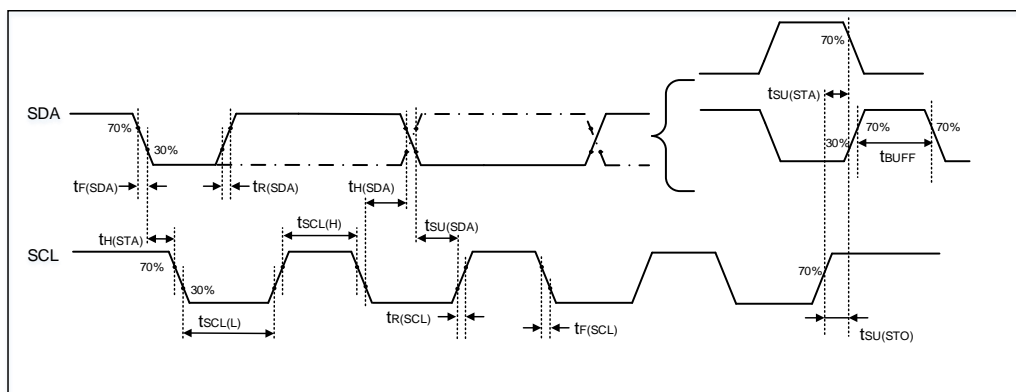 70%
tSU(STA)
SDA
70%
30%
30%
70%
70%
tBUFF
tF(SDA)
tR(SDA)
tH(SDA)
tSCL(H)
tSU(SDA)
tH(STA)
SCL
70%
30%
70%
tSCL(L)
tR(SCL)
tF(SCL)
tSU(STO)